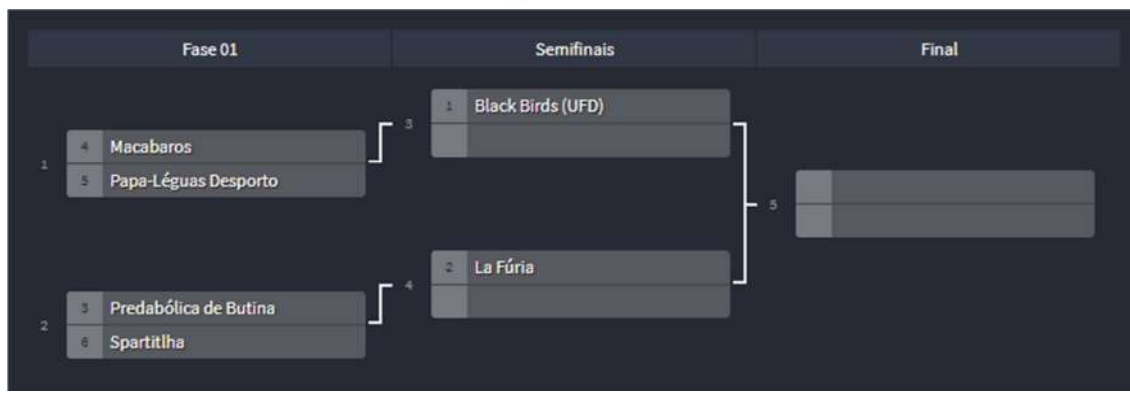 Fase 01
Semifinais
Final
1
4 Macabaros
5 Papa-Léguas Desporto
2
3 Predabólica de Butina
6 Spartitlha
3
1 Black Birds (UFD)
4
2 La Fúria
5